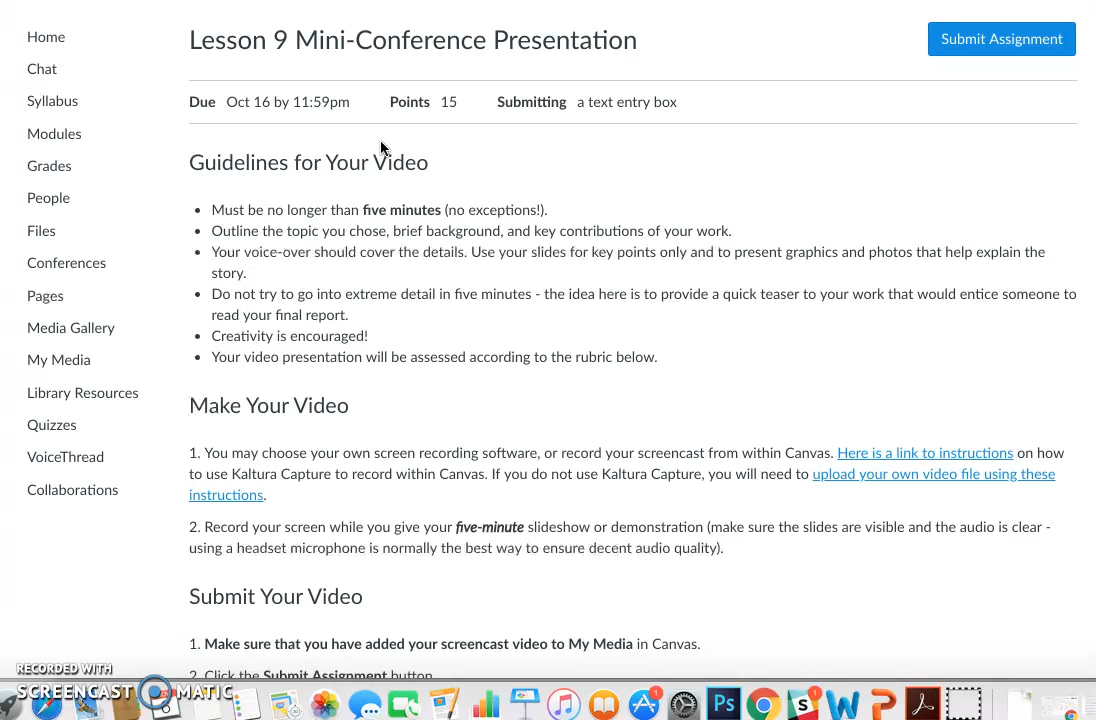 Home
Chat
Syllabus
Modules
Grades
People
Files
Conferences
Pages
Media Gallery
My Media
Library Resources
Quizzes
VoiceThread
Collaborations
Lesson 9 Mini-Conference Presentation
Submit Assignment
Due Oct 16 by 11:59pm Points 15 Submitting a text entry box
Guidelines for Your Video
• Must be no longer than five minutes (no exceptions!).
• Outline the topic you chose, brief background, and key contributions of your work.
• Your voice-over should cover the details. Use your slides for key points only and to present graphics and photos that help explain the
story.
• Do not try to go into extreme detail in five minutes - the idea here is to provide a quick teaser to your work that would entice someone to
read your final report.
• Creativity is encouraged!
• Your video presentation will be assessed according to the rubric below.
Make Your Video
1. You may choose your own screen recording software, or record your screencast from within Canvas. Here is a link to instructions on how
to use Kaltura Capture to record within Canvas. If you do not use Kaltura Capture, you will need to upload your own video file using these
instructions.
2. Record your screen while you give your five-minute slideshow or demonstration (make sure the slides are visible and the audio is clear -
using a headset microphone is normally the best way to ensure decent audio quality).
Submit Your Video
1. Make sure that you have added your screencast video to My Media in Canvas.
2. Click the Submit Assignment button
RECORDED WITH
SCREENCAST MATIC
1
Ps
1
S
W
P